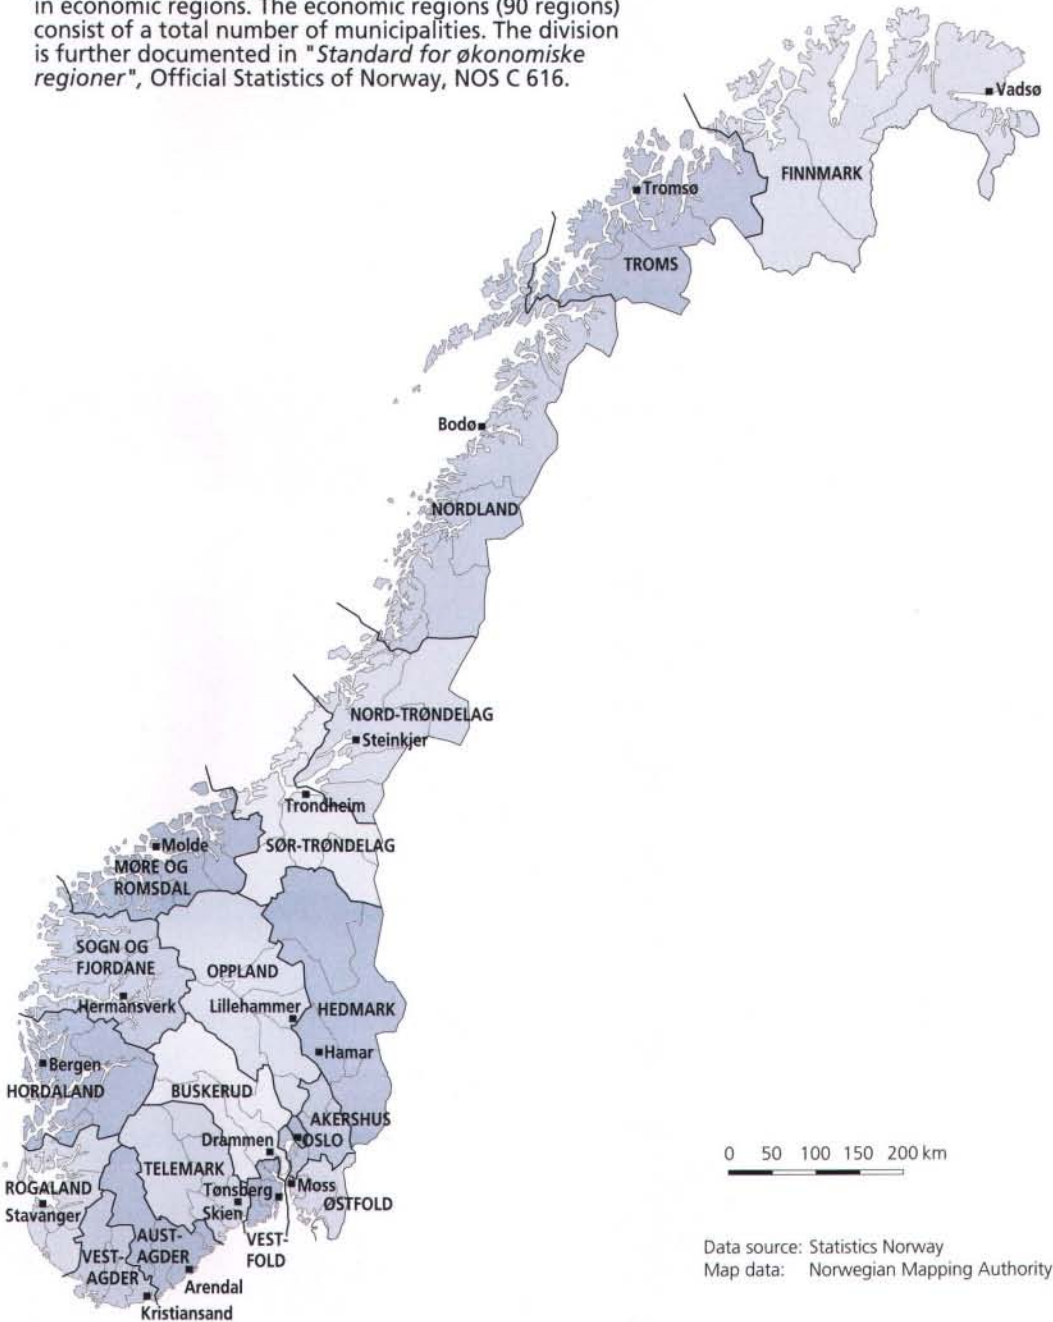 in economic regions. The economic regions (90 regions)
consist of a total number of municipalities. The division
is further documented in "Standard for økonomiske
regioner", Official Statistics of Norway, NOS C 616.
Vadsø
FINNMARK
Tromsø
TROMS
Bodø
NORDLAND
NORD-TRØNDELAG
Steinkjer
Trondheim
Molde
SØR-TRØNDELAG
MØRE OG
ROMSDAL
SOGN OG
FJORDANE
OPPLAND
Hermansverk
Lillehammer
HEDMARK
Hamar
Bergen
HORDALAND
BUSKERUD
AKERSHUS
OSLO
Drammen
TELEMARK
ROGALAND
Stavanger
Tønsberg
Moss
Skien
ØSTFOLD
AUST-
AGDER
VEST-
FOLD
VEST-
AGDER
Arendal
Kristiansand
0 50 100 150 200 km
Data source: Statistics Norway
Map data: Norwegian Mapping Authority